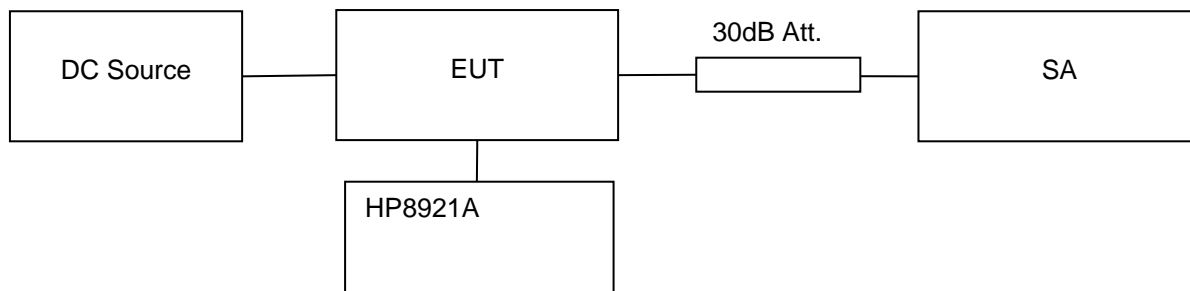 30dB Att.
DC Source
EUT
SA
HP8921A